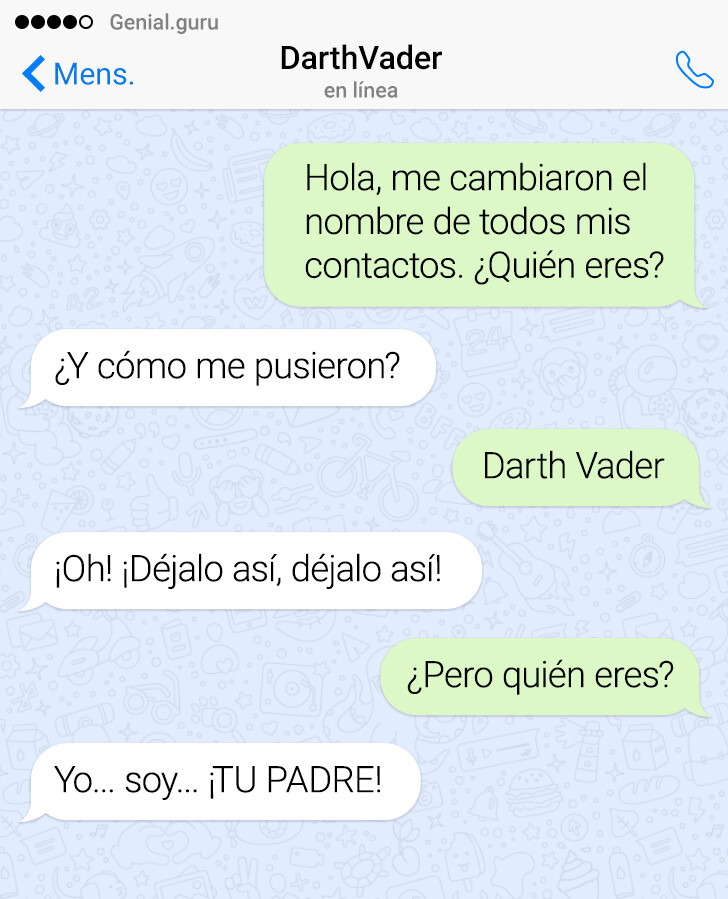 Genial.guru
Mens.
DarthVader
en línea
Hola, me cambiaron el
nombre de todos mis
contactos. ¿Quién eres?
¿Y cómo me pusieron?
Darth Vader
¡Oh! ¡Déjalo así, déjalo así!
¿Pero quién eres?
Yo... soy... ¡TU PADRE!